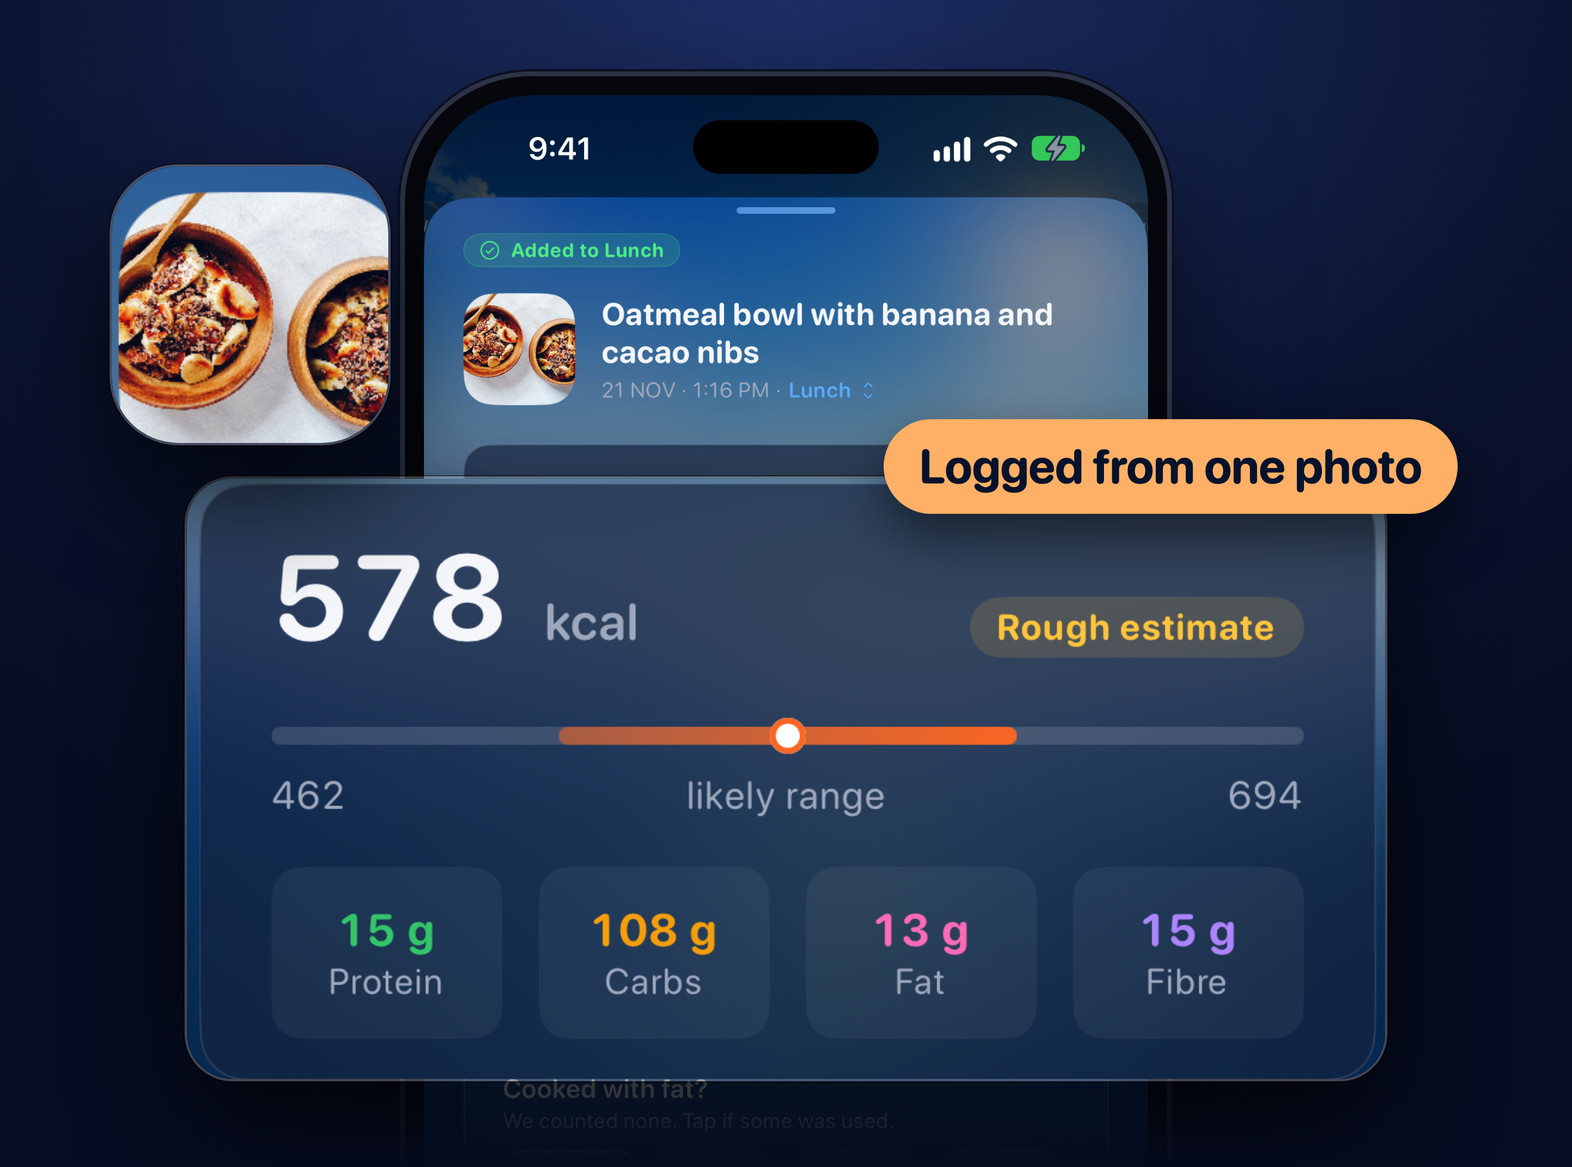 9:41
Added to Lunch
Oatmeal bowl with banana and
cacao nibs
21 NOV · 1:16 PM · Lunch
Logged from one photo
578 kcal
Rough estimate
462 likely range 694
15 g 108 g 13 g 15 g
Protein Carbs Fat Fibre
Cooked with fat?
We counted none. Tap if some was used.